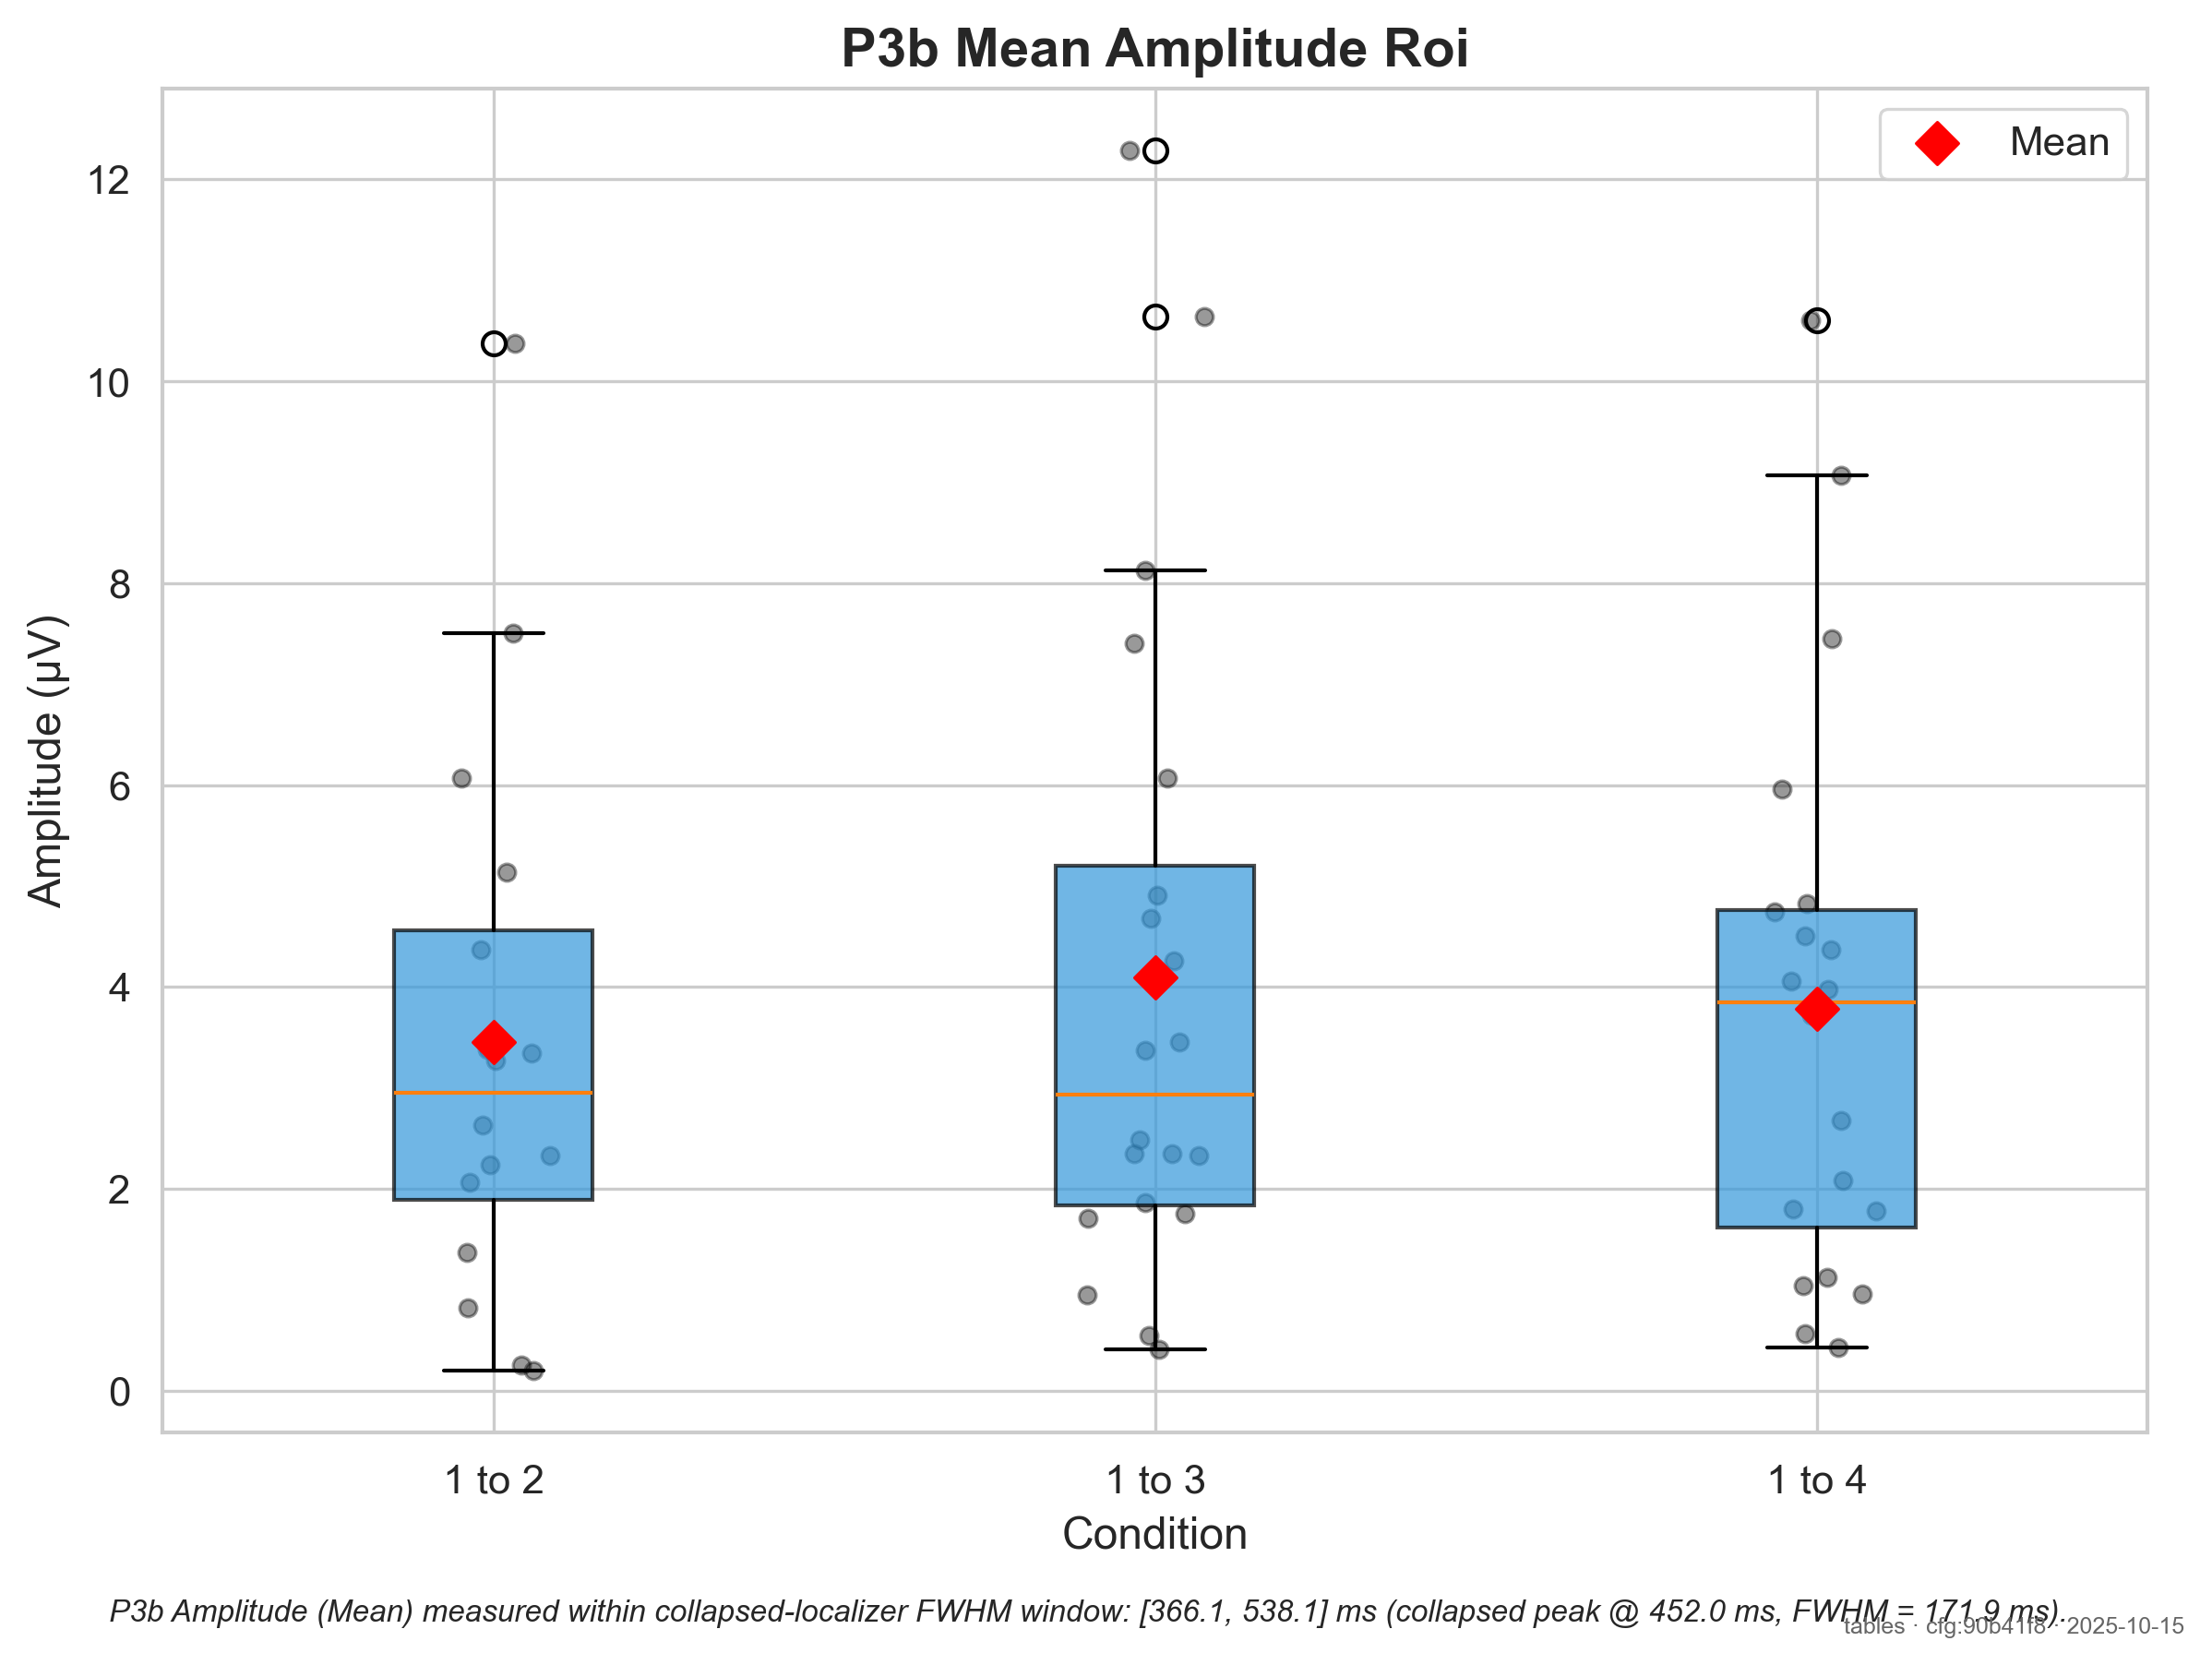 P3b Mean Amplitude Roi
Mean
12
10
8
6
4
2
0
Amplitude (µV)
1 to 2
1 to 3
1 to 4
Condition
P3b Amplitude (Mean) measured within collapsed-localizer FWHM window: [366.1, 538.1] ms (collapsed peak @ 452.0 ms, FWHM = 171.9 ms).
tables · cfg:90b41f8 · 2025-10-15